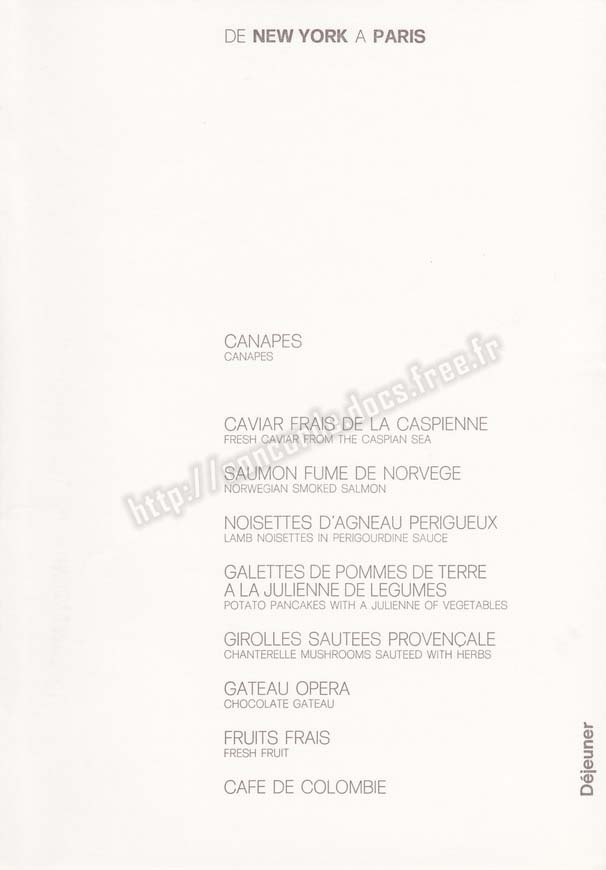 DE NEW YORK A PARIS
CANAPES
CANAPES
CAVIAR FRAIS DE LA CASPIENNE
FRESH CAVIAR FROM THE CASPIAN SEA
SAUMON FUME DE NORVEGE
NORWEGIAN SMOKED SALMON
NOISETTES D'AGNEAU PERIGUEUX
LAMB NOISETTES IN PERIGOURDINE SAUCE
GALETTES DE POMMES DE TERRE
A LA JULIENNE DE LEGUMES
POTATO PANCAKES WITH A JULIENNE OF VEGETABLES
GIROLLES SAUTEES PROVENÇALE
CHANTERELLE MUSHROOMS SAUTEED WITH HERBS
GATEAU OPERA
CHOCOLATE GATEAU
FRUITS FRAIS
FRESH FRUIT
CAFE DE COLOMBIE
Déjeuner
http://concorde.docs.free.fr